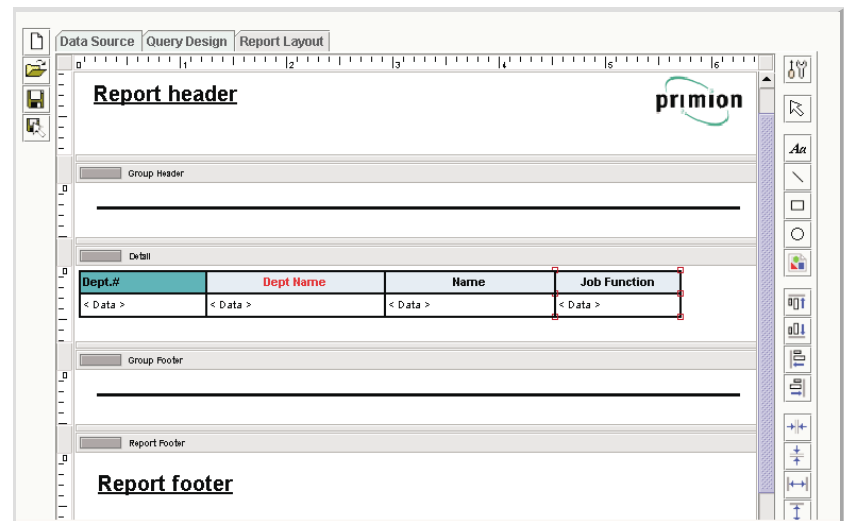 Data Source Query Design Report Layout
0 1 2 3 4 5 6
Report header
primion
Aa
Group Header
0
Detail
0
Dept.# Dept Name Name Job Function
< Data > < Data > < Data > < Data >
Group Footer
0
Report Footer
0
Report footer